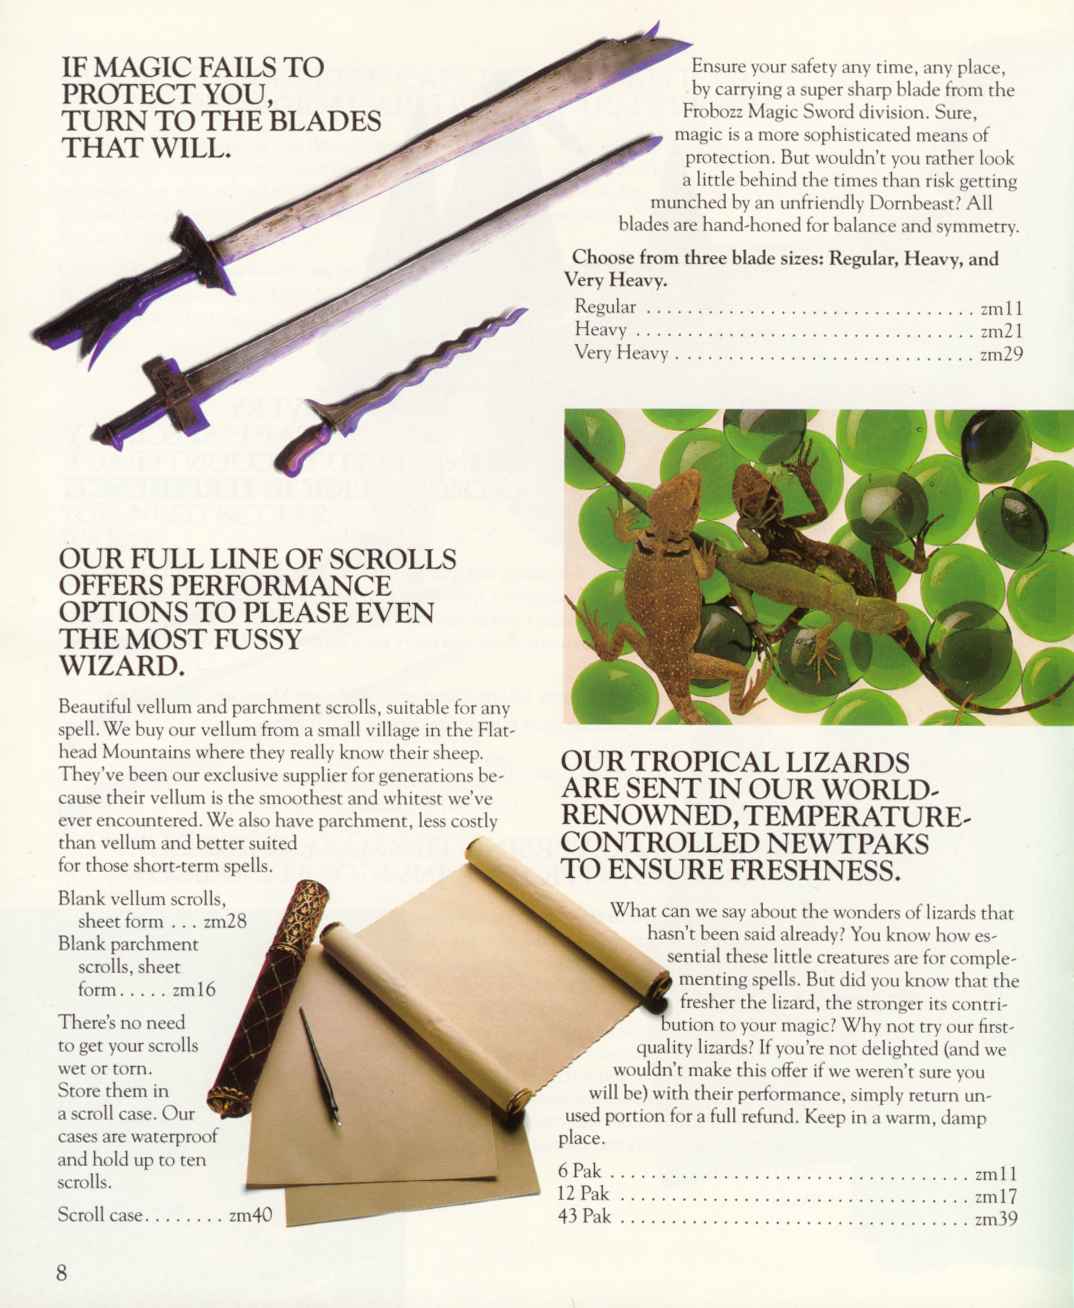 IF MAGIC FAILS TO
PROTECT YOU,
TURN TO THE BLADES
THAT WILL.
Ensure your safety any time, any place,
by carrying a super sharp blade from the
Frobozz Magic Sword division. Sure,
magic is a more sophisticated means of
protection. But wouldn't you rather look
a little behind the times than risk getting
munched by an unfriendly Dornbeast? All
blades are hand-honed for balance and symmetry.
Choose from three blade sizes: Regular, Heavy, and
Very Heavy.
Regular . . . . . . . . . . . . . . . . . . . . . . . . . . . . . . . . zm11
Heavy . . . . . . . . . . . . . . . . . . . . . . . . . . . . . . . . . zm21
Very Heavy . . . . . . . . . . . . . . . . . . . . . . . . . . . . . zm29
OUR FULL LINE OF SCROLLS
OFFERS PERFORMANCE
OPTIONS TO PLEASE EVEN
THE MOST FUSSY
WIZARD.
Beautiful vellum and parchment scrolls, suitable for any
spell. We buy our vellum from a small village in the Flat-
head Mountains where they really know their sheep.
They've been our exclusive supplier for generations be-
cause their vellum is the smoothest and whitest we've
ever encountered. We also have parchment, less costly
than vellum and better suited
for those short-term spells.
Blank vellum scrolls,
sheet form . . . zm28
Blank parchment
scrolls, sheet
form . . . . . zm16
There's no need
to get your scrolls
wet or torn.
Store them in
a scroll case. Our
cases are waterproof
and hold up to ten
scrolls.
Scroll case . . . . . . . . zm40
OUR TROPICAL LIZARDS
ARE SENT IN OUR WORLD-
RENOWNED, TEMPERATURE-
CONTROLLED NEWTPAKS
TO ENSURE FRESHNESS.
What can we say about the wonders of lizards that
hasn't been said already? You know how es-
sential these little creatures are for comple-
menting spells. But did you know that the
fresher the lizard, the stronger its contri-
bution to your magic? Why not try our first-
quality lizards? If you're not delighted (and we
wouldn't make this offer if we weren't sure you
will be) with their performance, simply return un-
used portion for a full refund. Keep in a warm, damp
place.
6 Pak . . . . . . . . . . . . . . . . . . . . . . . . . . . . . . . . . . . zm11
12 Pak . . . . . . . . . . . . . . . . . . . . . . . . . . . . . . . . . . zm17
43 Pak . . . . . . . . . . . . . . . . . . . . . . . . . . . . . . . . . . zm39
8